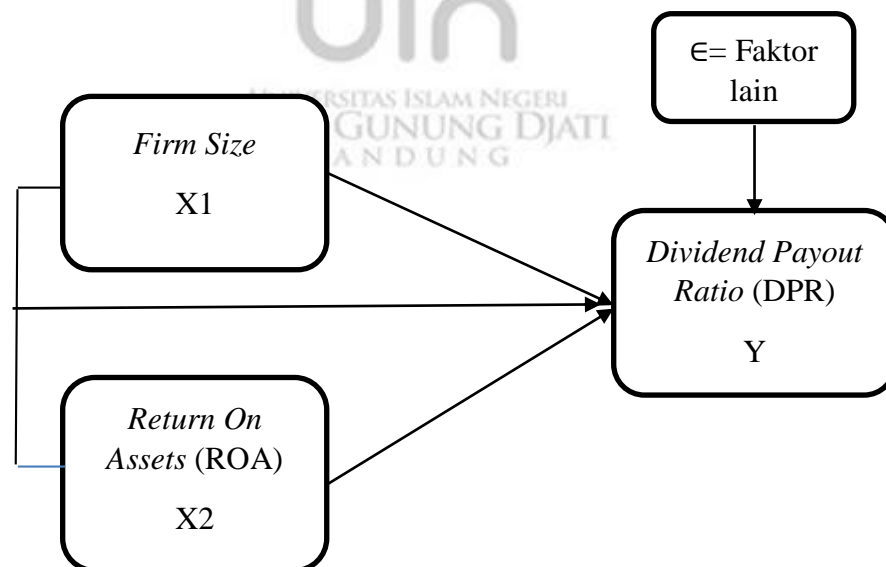 uin
UNIVERSITAS ISLAM NEGERI
GUNUNG DJATI
BANDUNG
∈= Faktor
lain
Firm Size
X1
Dividend Payout
Ratio (DPR)
Y
Return On
Assets (ROA)
X2